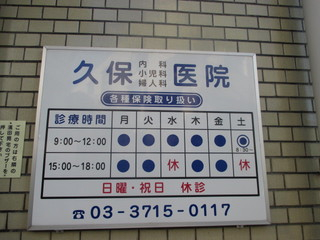 久保 内科 小児科 婦人科 医院
各種保険取り扱い
診療時間 月 火 水 木 金 土
9:00〜12:00 ● ● ● ● ● ◉
8:30〜
15:00〜18:00 ● ● 休 ● ● 休
日曜・祝日 休診
☎03-3715-0117